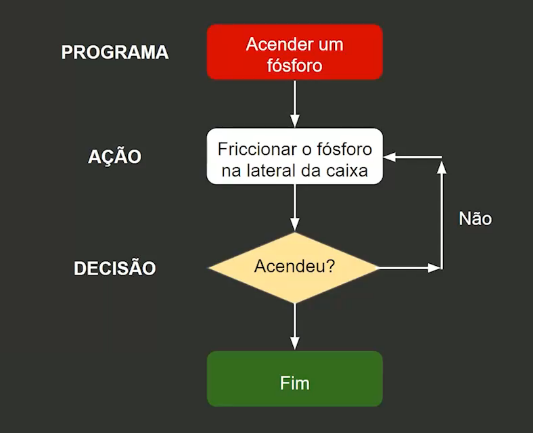 PROGRAMA
Acender um
fósforo
AÇÃO
Friccionar o fósforo
na lateral da caixa
Não
DECISÃO
Acendeu?
Fim